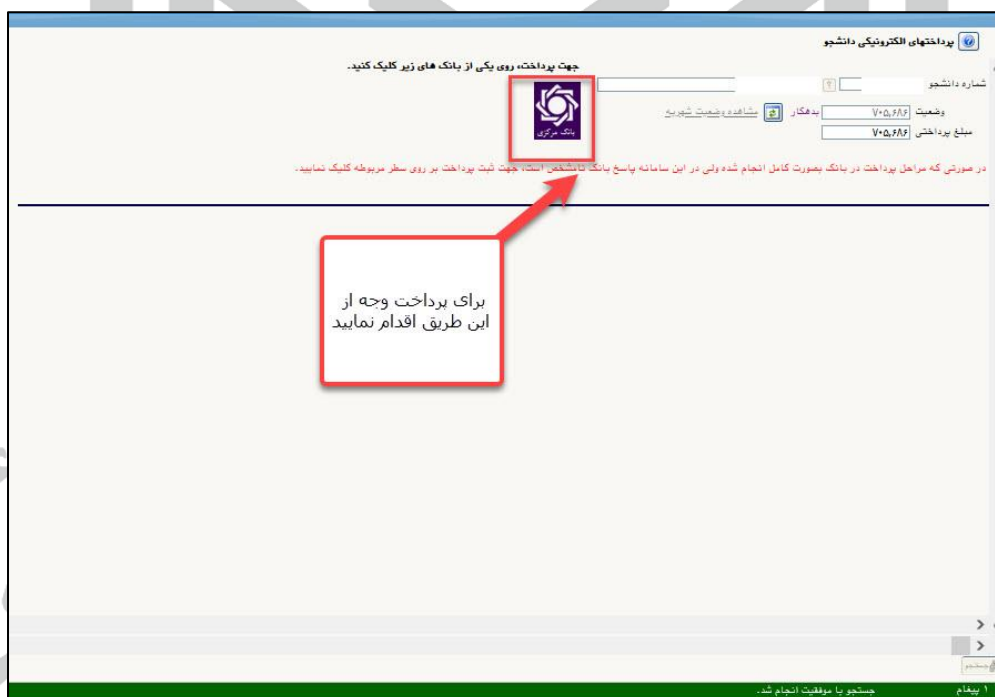 پرداختهای الکترونیکی دانشجو
جهت پرداخت، روی یکی از بانک های زیر کلیک کنید.
شماره دانشجو
وضعیت ۷۰۵,۶۸۶ بدهکار مشاهده وضعیت شهریه
مبلغ پرداختی ۷۰۵,۶۸۶
بانک مرکزی
در صورتی که مراحل پرداخت در بانک بصورت کامل انجام شده ولی در این سامانه پاسخ بانک نامشخص است، جهت ثبت پرداخت بر روی سطر مربوطه کلیک نمایید.
برای پرداخت وجه از
این طریق اقدام نمایید
جستجو
۱ پیغام جستجو با موفقیت انجام شد.